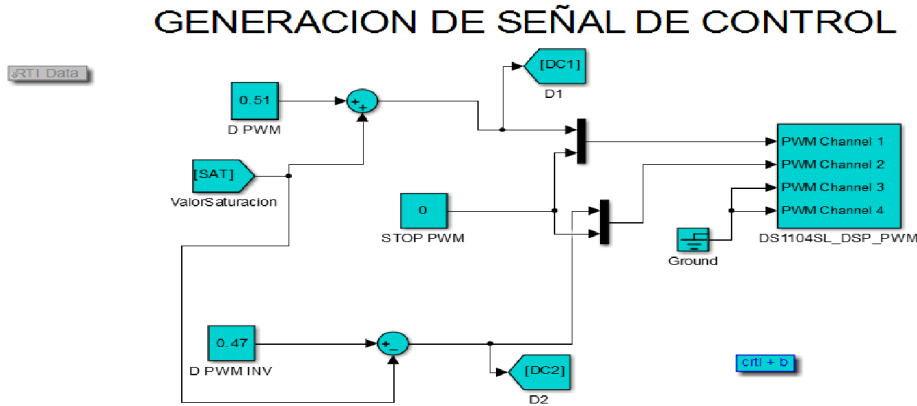 GENERACION DE SEÑAL DE CONTROL
RTI Data
[DC1]
D1
0.51
D PWM
PWM Channel 1
PWM Channel 2
PWM Channel 3
PWM Channel 4
DS1104SL_DSP_PWM
[SAT]
ValorSaturacion
0
STOP PWM
Ground
0.47
D PWM INV
[DC2]
D2
crtl + b